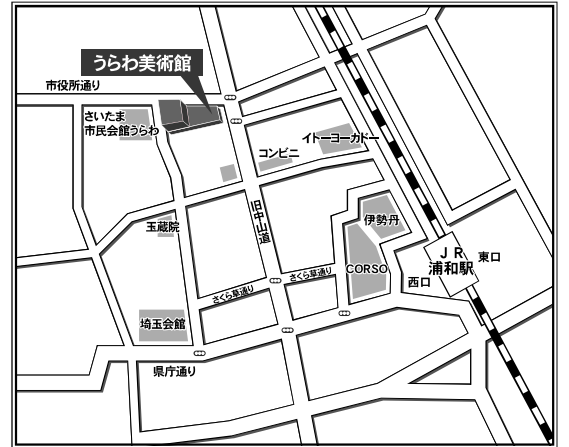 うらわ美術館
市役所通り
さいたま
市民会館うらわ
イトーヨーカドー
コンビニ
旧中山道
玉蔵院
伊勢丹
CORSO
JR
浦和駅
東口
西口
さくら草通り
さくら草通り
埼玉会館
県庁通り